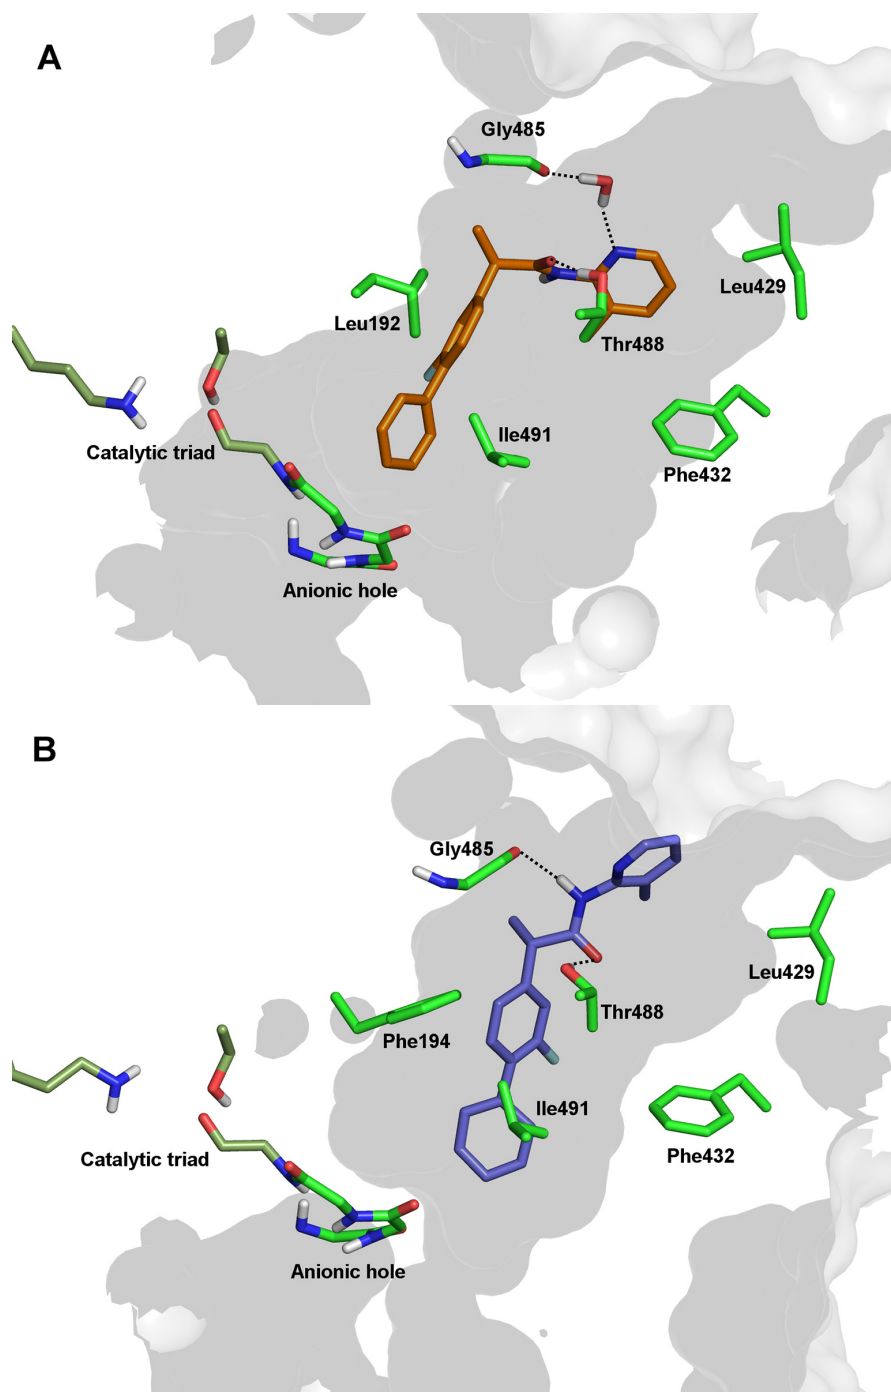 A
Gly485
Leu429
Leu192
Thr488
Ile491
Catalytic triad
Phe432
Anionic hole
B
Gly485
Leu429
Thr488
Phe194
Ile491
Catalytic triad
Phe432
Anionic hole